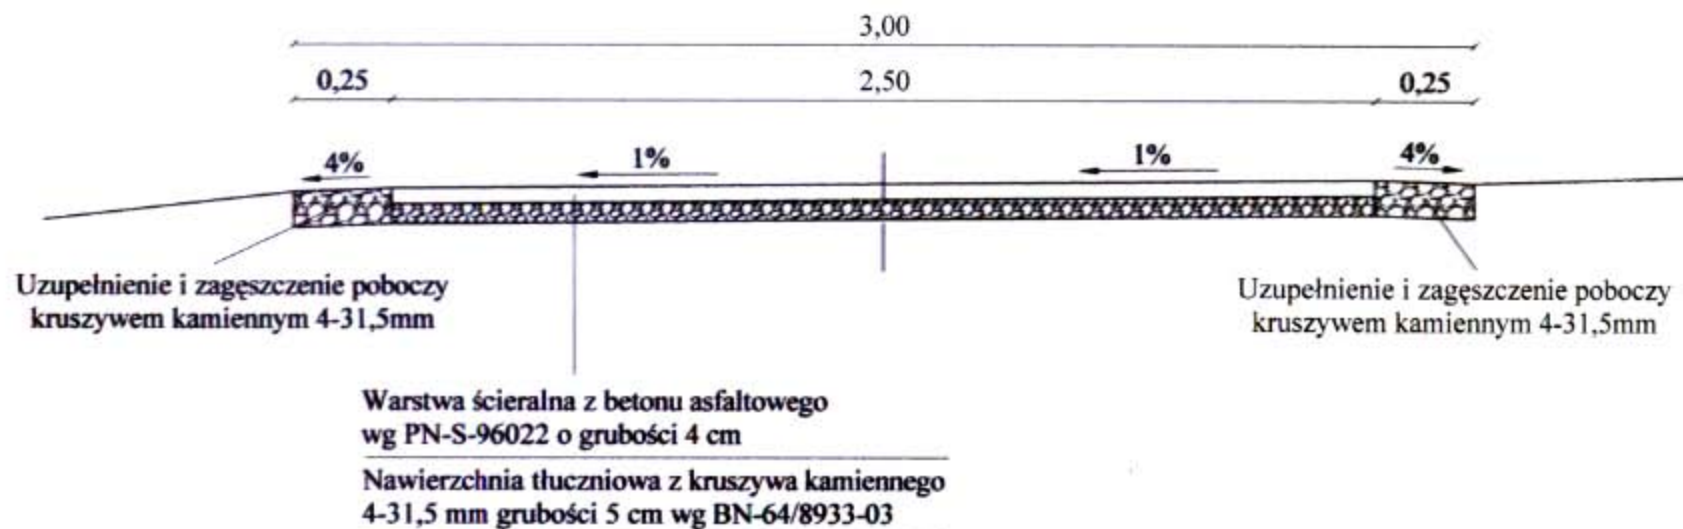 3,00
0,25 2,50 0,25
4% 1% 1% 4%
Uzupełnienie i zagęszczenie poboczy
kruszywem kamiennym 4-31,5mm
Uzupełnienie i zagęszczenie poboczy
kruszywem kamiennym 4-31,5mm
Warstwa ścieralna z betonu asfaltowego
wg PN-S-96022 o grubości 4 cm
Nawierzchnia tłuczniowa z kruszywa kamiennego
4-31,5 mm grubości 5 cm wg BN-64/8933-03